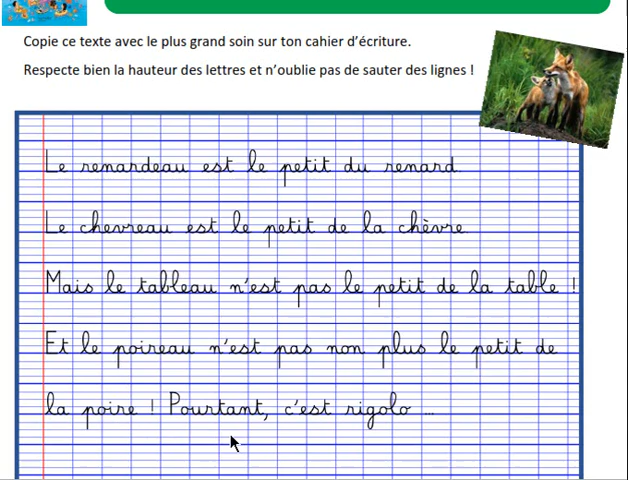 Copie ce texte avec le plus grand soin sur ton cahier d'écriture.
Respecte bien la hauteur des lettres et n'oublie pas de sauter des lignes !
Le renardeau est le petit du renard.
Le chevreau est le petit de la chèvre.
Mais le tableau n'est pas le petit de la table !
Et le poireau n'est pas non plus le petit de
la poire ! Pourtant, c'est rigolo ...